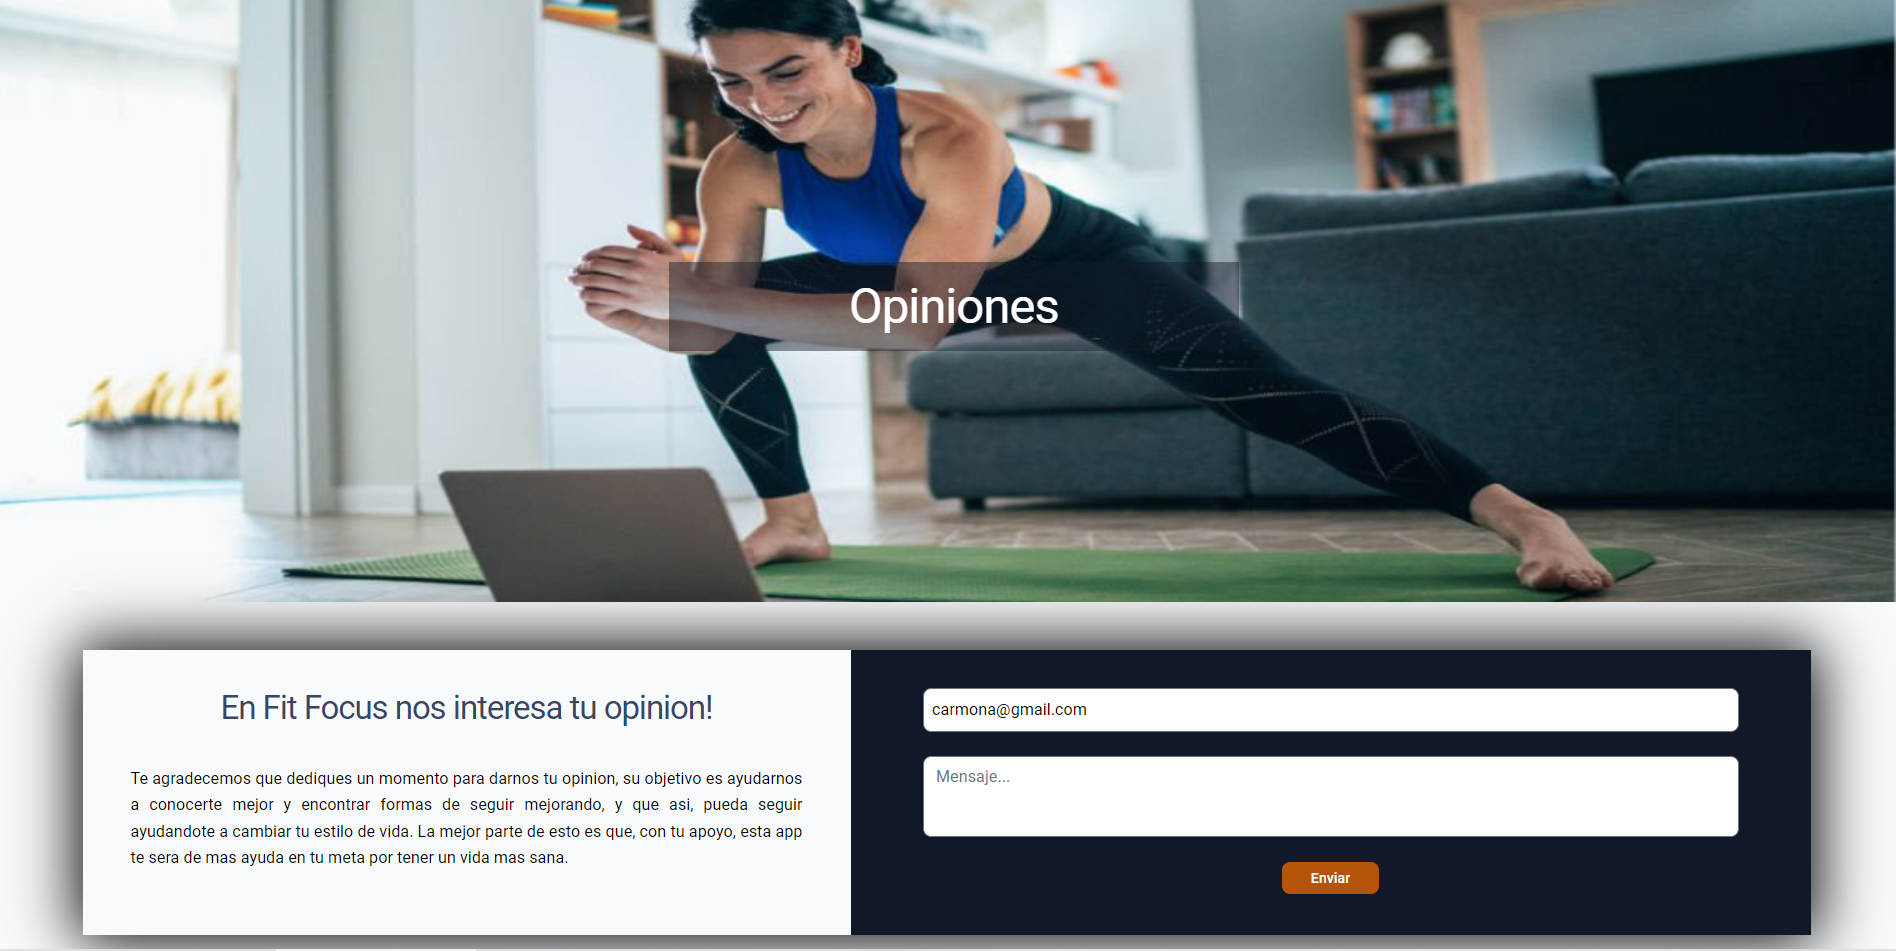 Opiniones
En Fit Focus nos interesa tu opinion!
Te agradecemos que dediques un momento para darnos tu opinion, su objetivo es ayudarnos
a conocerte mejor y encontrar formas de seguir mejorando, y que asi, pueda seguir
ayudandote a cambiar tu estilo de vida. La mejor parte de esto es que, con tu apoyo, esta app
te sera de mas ayuda en tu meta por tener un vida mas sana.
carmona@gmail.com
Mensaje...
Enviar